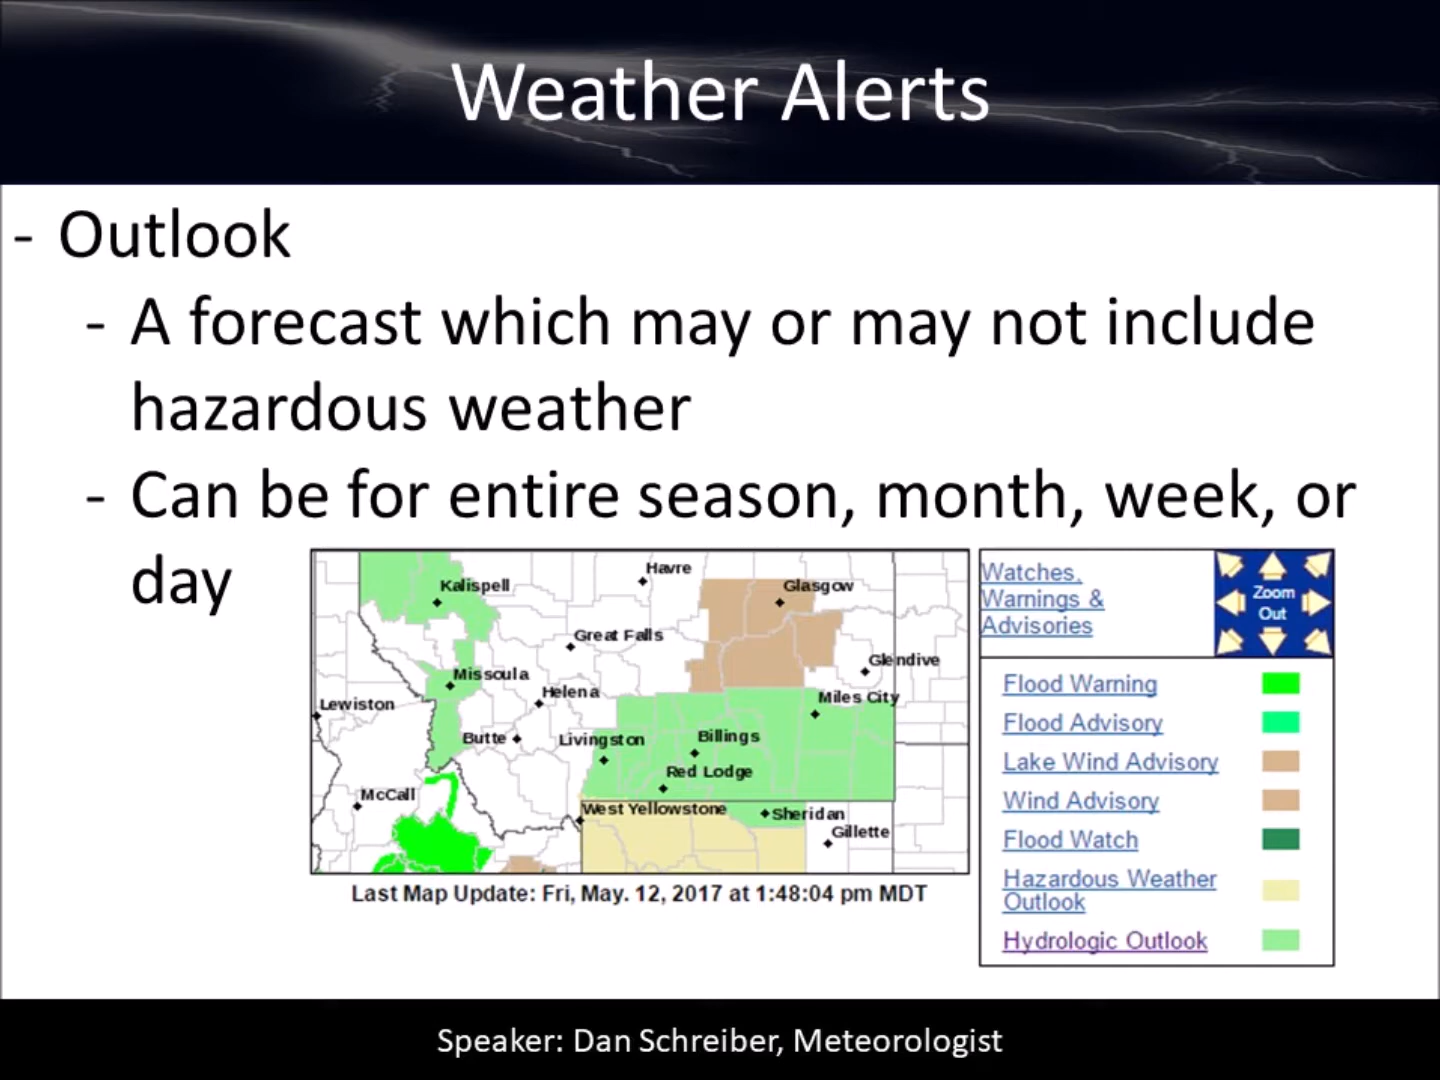 Weather Alerts
- Outlook
- A forecast which may or may not include
hazardous weather
- Can be for entire season, month, week, or
day
Kalispell
Havre
Glasgow
Great Falls
Glendive
Missoula
Helena
Miles City
Lewiston
Butte
Livingston
Billings
Red Lodge
McCall
West Yellowstone
Sheridan
Gillette
Last Map Update: Fri, May. 12, 2017 at 1:48:04 pm MDT
Watches,
Warnings &
Advisories
Zoom
Out
Flood Warning
Flood Advisory
Lake Wind Advisory
Wind Advisory
Flood Watch
Hazardous Weather
Outlook
Hydrologic Outlook
Speaker: Dan Schreiber, Meteorologist